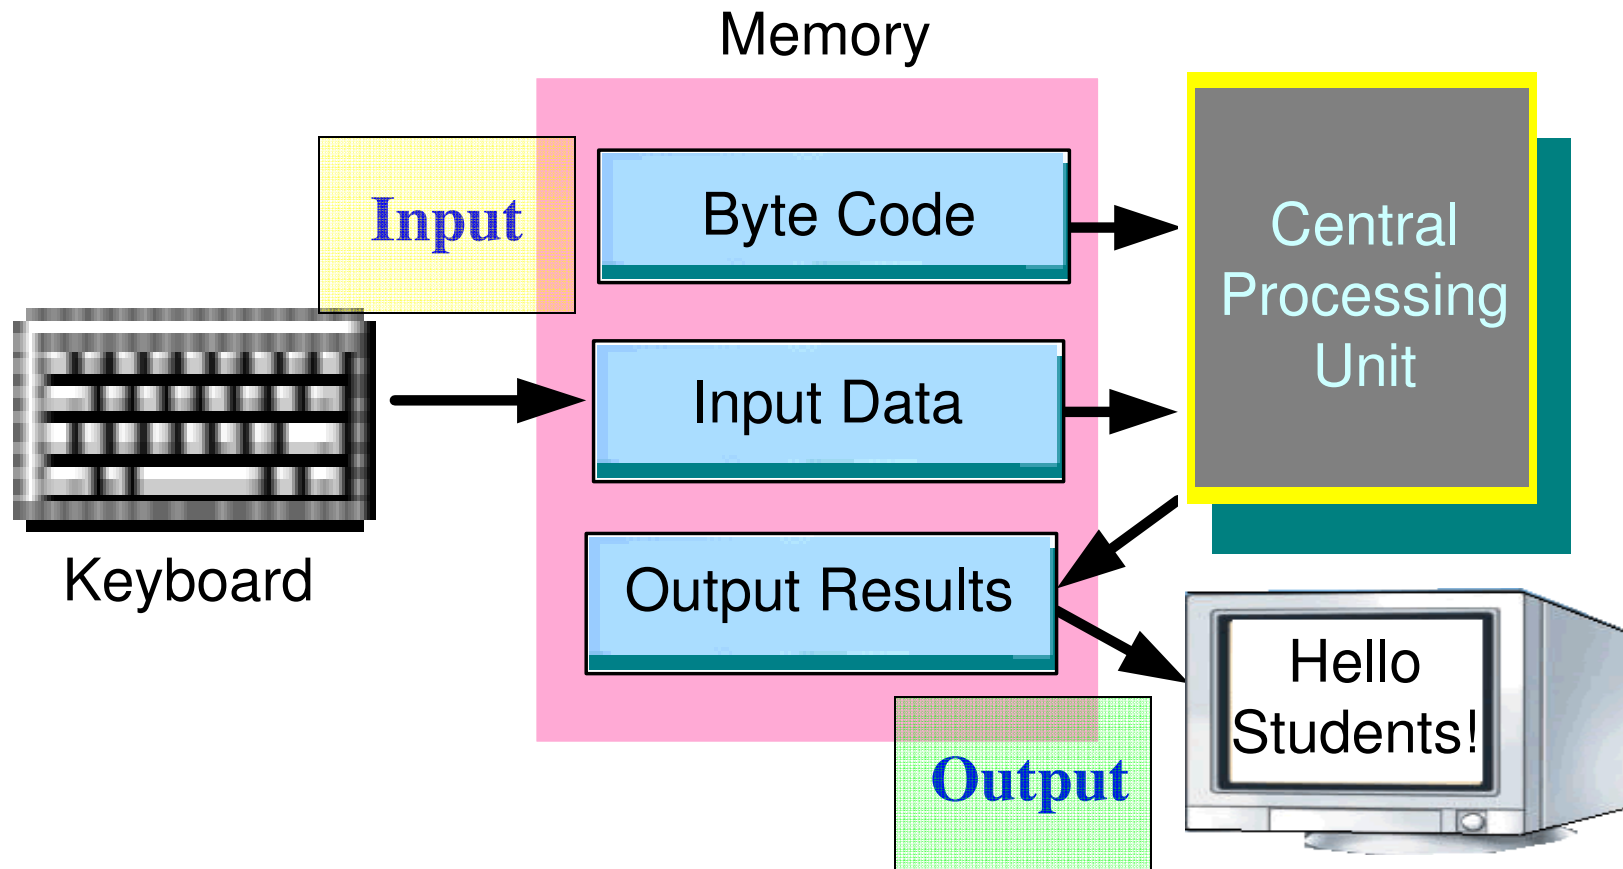 Memory
Input
Byte Code
Central
Processing
Unit
Input Data
Keyboard
Output Results
Hello
Students!
Output